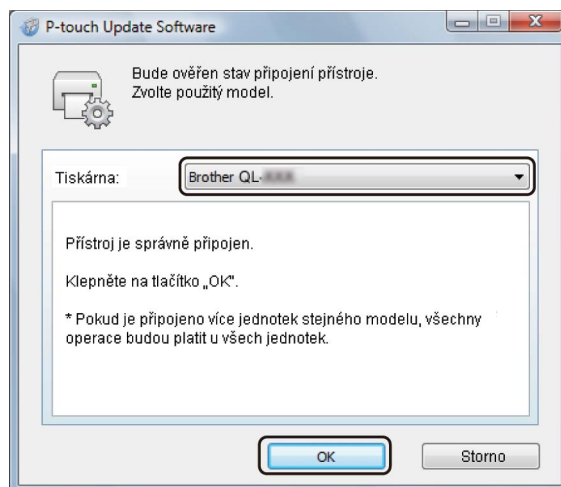 P-touch Update Software
Bude ověřen stav připojení přístroje.
Zvolte použitý model.
Tiskárna:
Brother QL-
Přístroj je správně připojen.
Klepněte na tlačítko „OK".
* Pokud je připojeno více jednotek stejného modelu, všechny
operace budou platit u všech jednotek.
OK
Storno